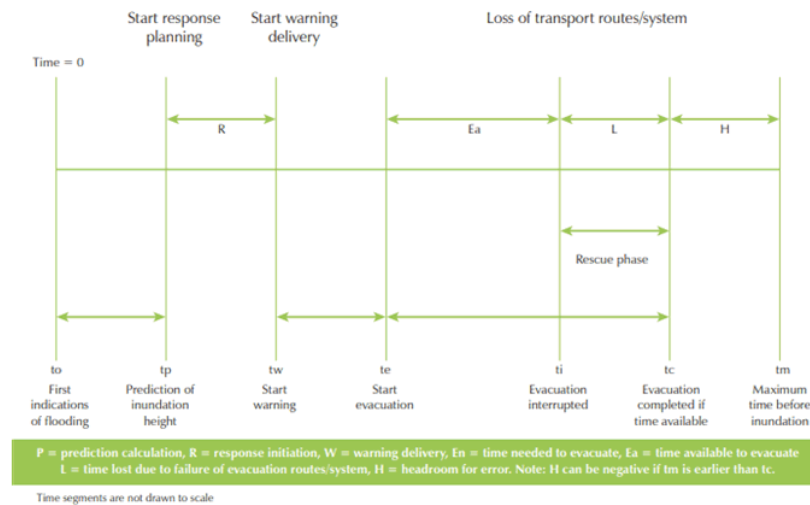 Start response
planning
Start warning
delivery
Loss of transport routes/system
Time = 0
R
Ea
L
H
Rescue phase
to
tp
tw
te
ti
tc
tm
First
indications
of flooding
Prediction of
inundation
height
Start
warning
Start
evacuation
Evacuation
interrupted
Evacuation
completed if
time available
Maximum
time before
inundation
P = prediction calculation, R = response initiation, W = warning delivery, En = time needed to evacuate, Ea = time available to evacuate
L = time lost due to failure of evacuation routes/system, H = headroom for error. Note: H can be negative if tm is earlier than tc.
Time segments are not drawn to scale